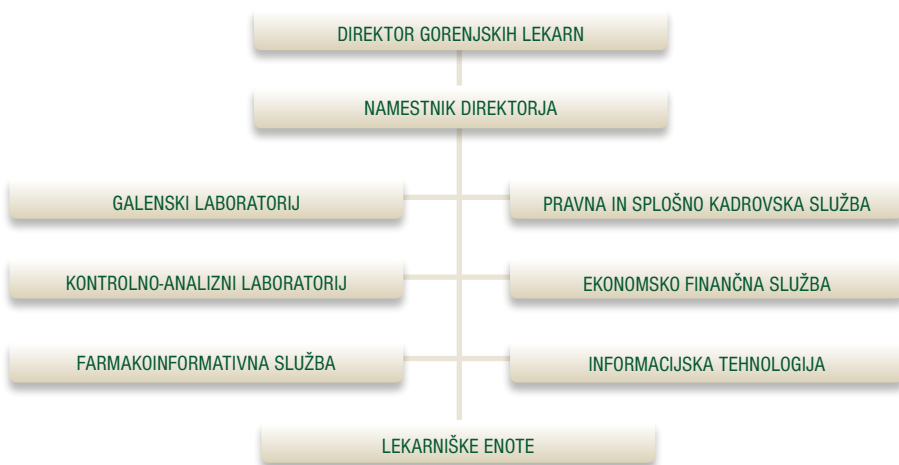 DIREKTOR GORENJSKIH LEKARN
NAMESTNIK DIREKTORJA
GALENSKI LABORATORIJ
PRAVNA IN SPLOŠNO KADROVSKA SLUŽBA
KONTROLNO-ANALIZNI LABORATORIJ
EKONOMSKO FINANČNA SLUŽBA
FARMAKOINFORMATIVNA SLUŽBA
INFORMACIJSKA TEHNOLOGIJA
LEKARNIŠKE ENOTE